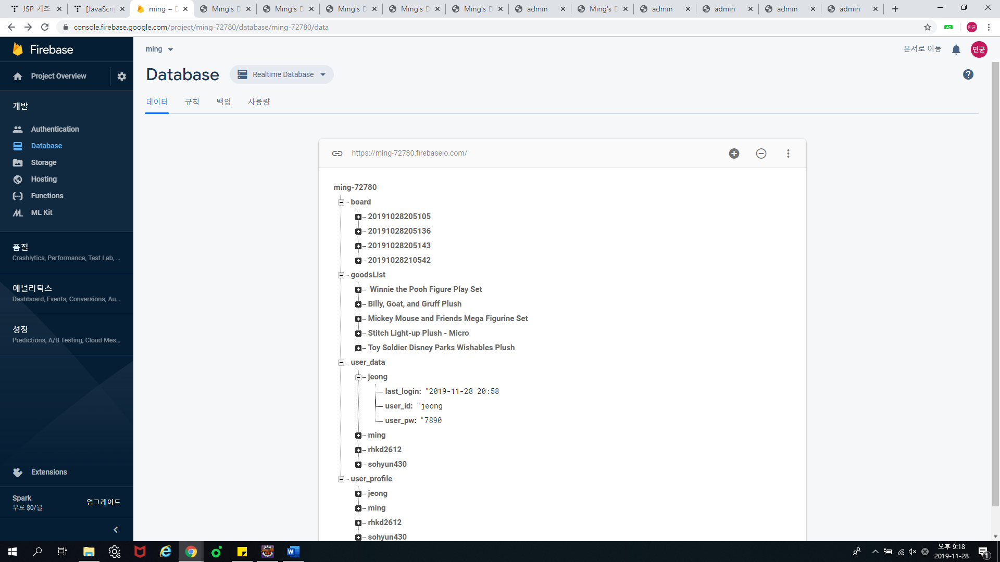 JSP 기초
[JavaScri
ming – D
Ming's D
Ming's D
Ming's D
Ming's D
Ming's D
admin
Ming's D
admin
admin
admin
admin
console.firebase.google.com/project/ming-72780/database/ming-72780/data
AC
민균
Firebase
ming
문서로 이동
민균
Project Overview
Database
Realtime Database
데이터
규칙
백업
사용량
개발
Authentication
Database
Storage
Hosting
Functions
ML Kit
품질
Crashlytics, Performance, Test Lab, ...
애널리틱스
Dashboard, Events, Conversions, Au...
성장
Predictions, A/B Testing, Cloud Mes...
Extensions
Spark
무료 $0/월
업그레이드
https://ming-72780.firebaseio.com/
ming-72780
board
20191028205105
20191028205136
20191028205143
20191028210542
goodsList
Winnie the Pooh Figure Play Set
Billy, Goat, and Gruff Plush
Mickey Mouse and Friends Mega Figurine Set
Stitch Light-up Plush - Micro
Toy Soldier Disney Parks Wishables Plush
user_data
jeong
last_login: "2019-11-28 20:58
user_id: "jeong
user_pw: "7890
ming
rhkd2612
sohyun430
user_profile
jeong
ming
rhkd2612
sohyun430
오후 9:18
2019-11-28
1